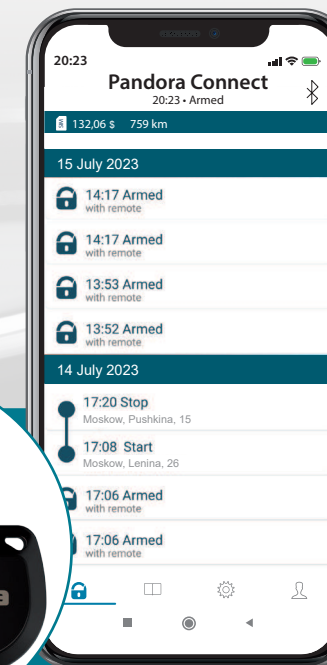 20:23
Pandora Connect
20:23 • Armed
SIM 132,06 $ 759 km
15 July 2023
14:17 Armed
with remote
14:17 Armed
with remote
13:53 Armed
with remote
13:52 Armed
with remote
14 July 2023
17:20 Stop
Moskow, Pushkina, 15
17:08 Start
Moskow, Lenina, 26
17:06 Armed
with remote
17:06 Armed
with remote